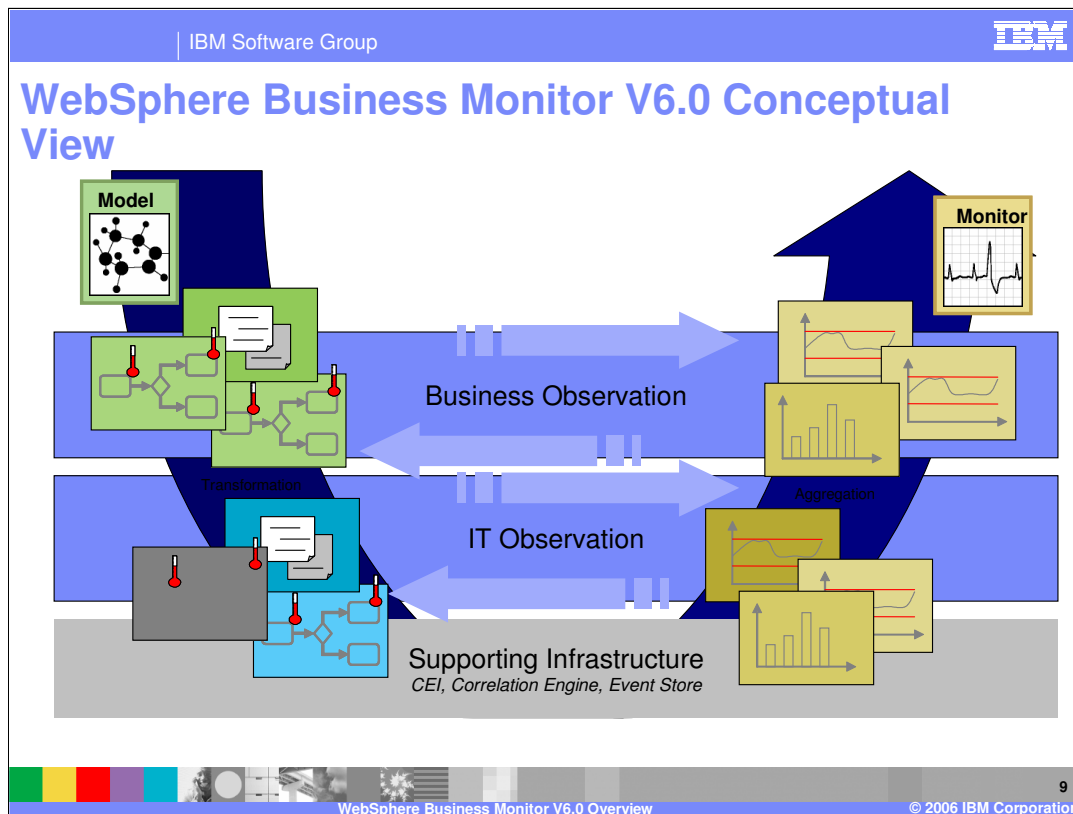 IBM Software Group
IBM
WebSphere Business Monitor V6.0 Conceptual
View
Model
Monitor
Business Observation
Transformation
Aggregation
IT Observation
Supporting Infrastructure
CEI, Correlation Engine, Event Store
9
WebSphere Business Monitor V6.0 Overview
© 2006 IBM Corporation